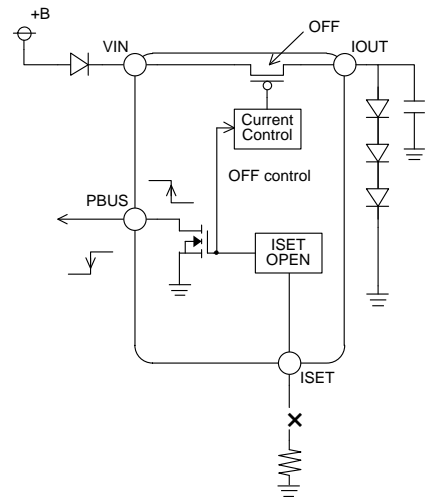 +B
VIN
OFF
IOUT
Current
Control
OFF control
PBUS
ISET
OPEN
ISET